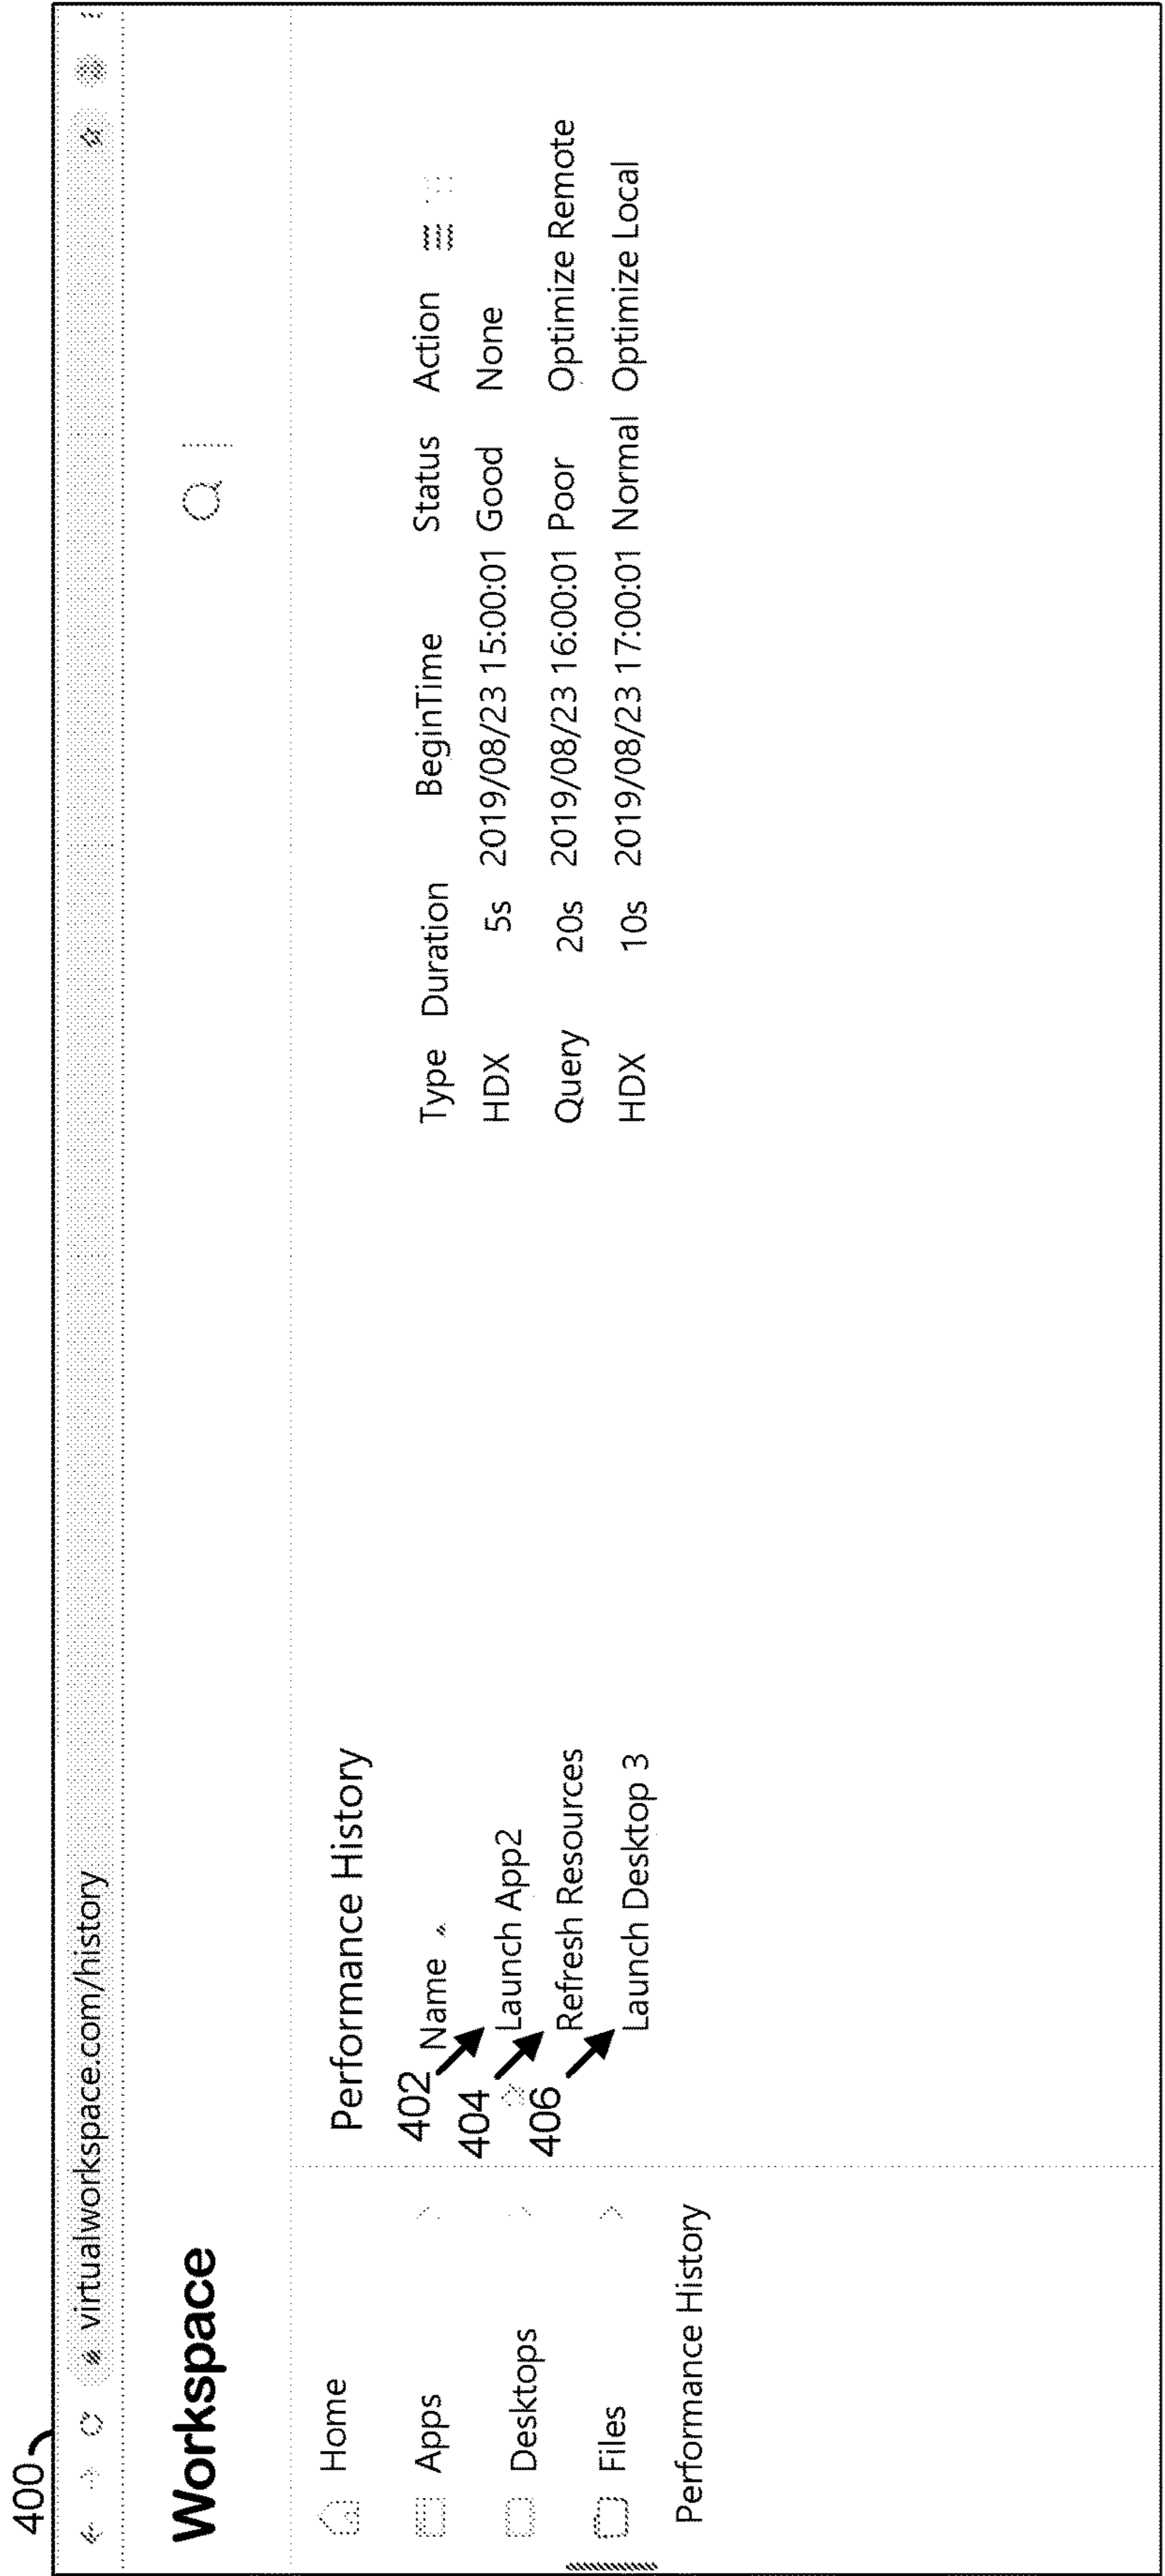 400
virtualworkspace.com/history
Workspace
Home
Apps
Desktops
Files
Performance History
Performance History
Name Type Duration BeginTime Status Action
402 Launch App2 HDX 5s 2019/08/23 15:00:01 Good None
404 Refresh Resources Query 20s 2019/08/23 16:00:01 Poor Optimize Remote
406 Launch Desktop 3 HDX 10s 2019/08/23 17:00:01 Normal Optimize Local